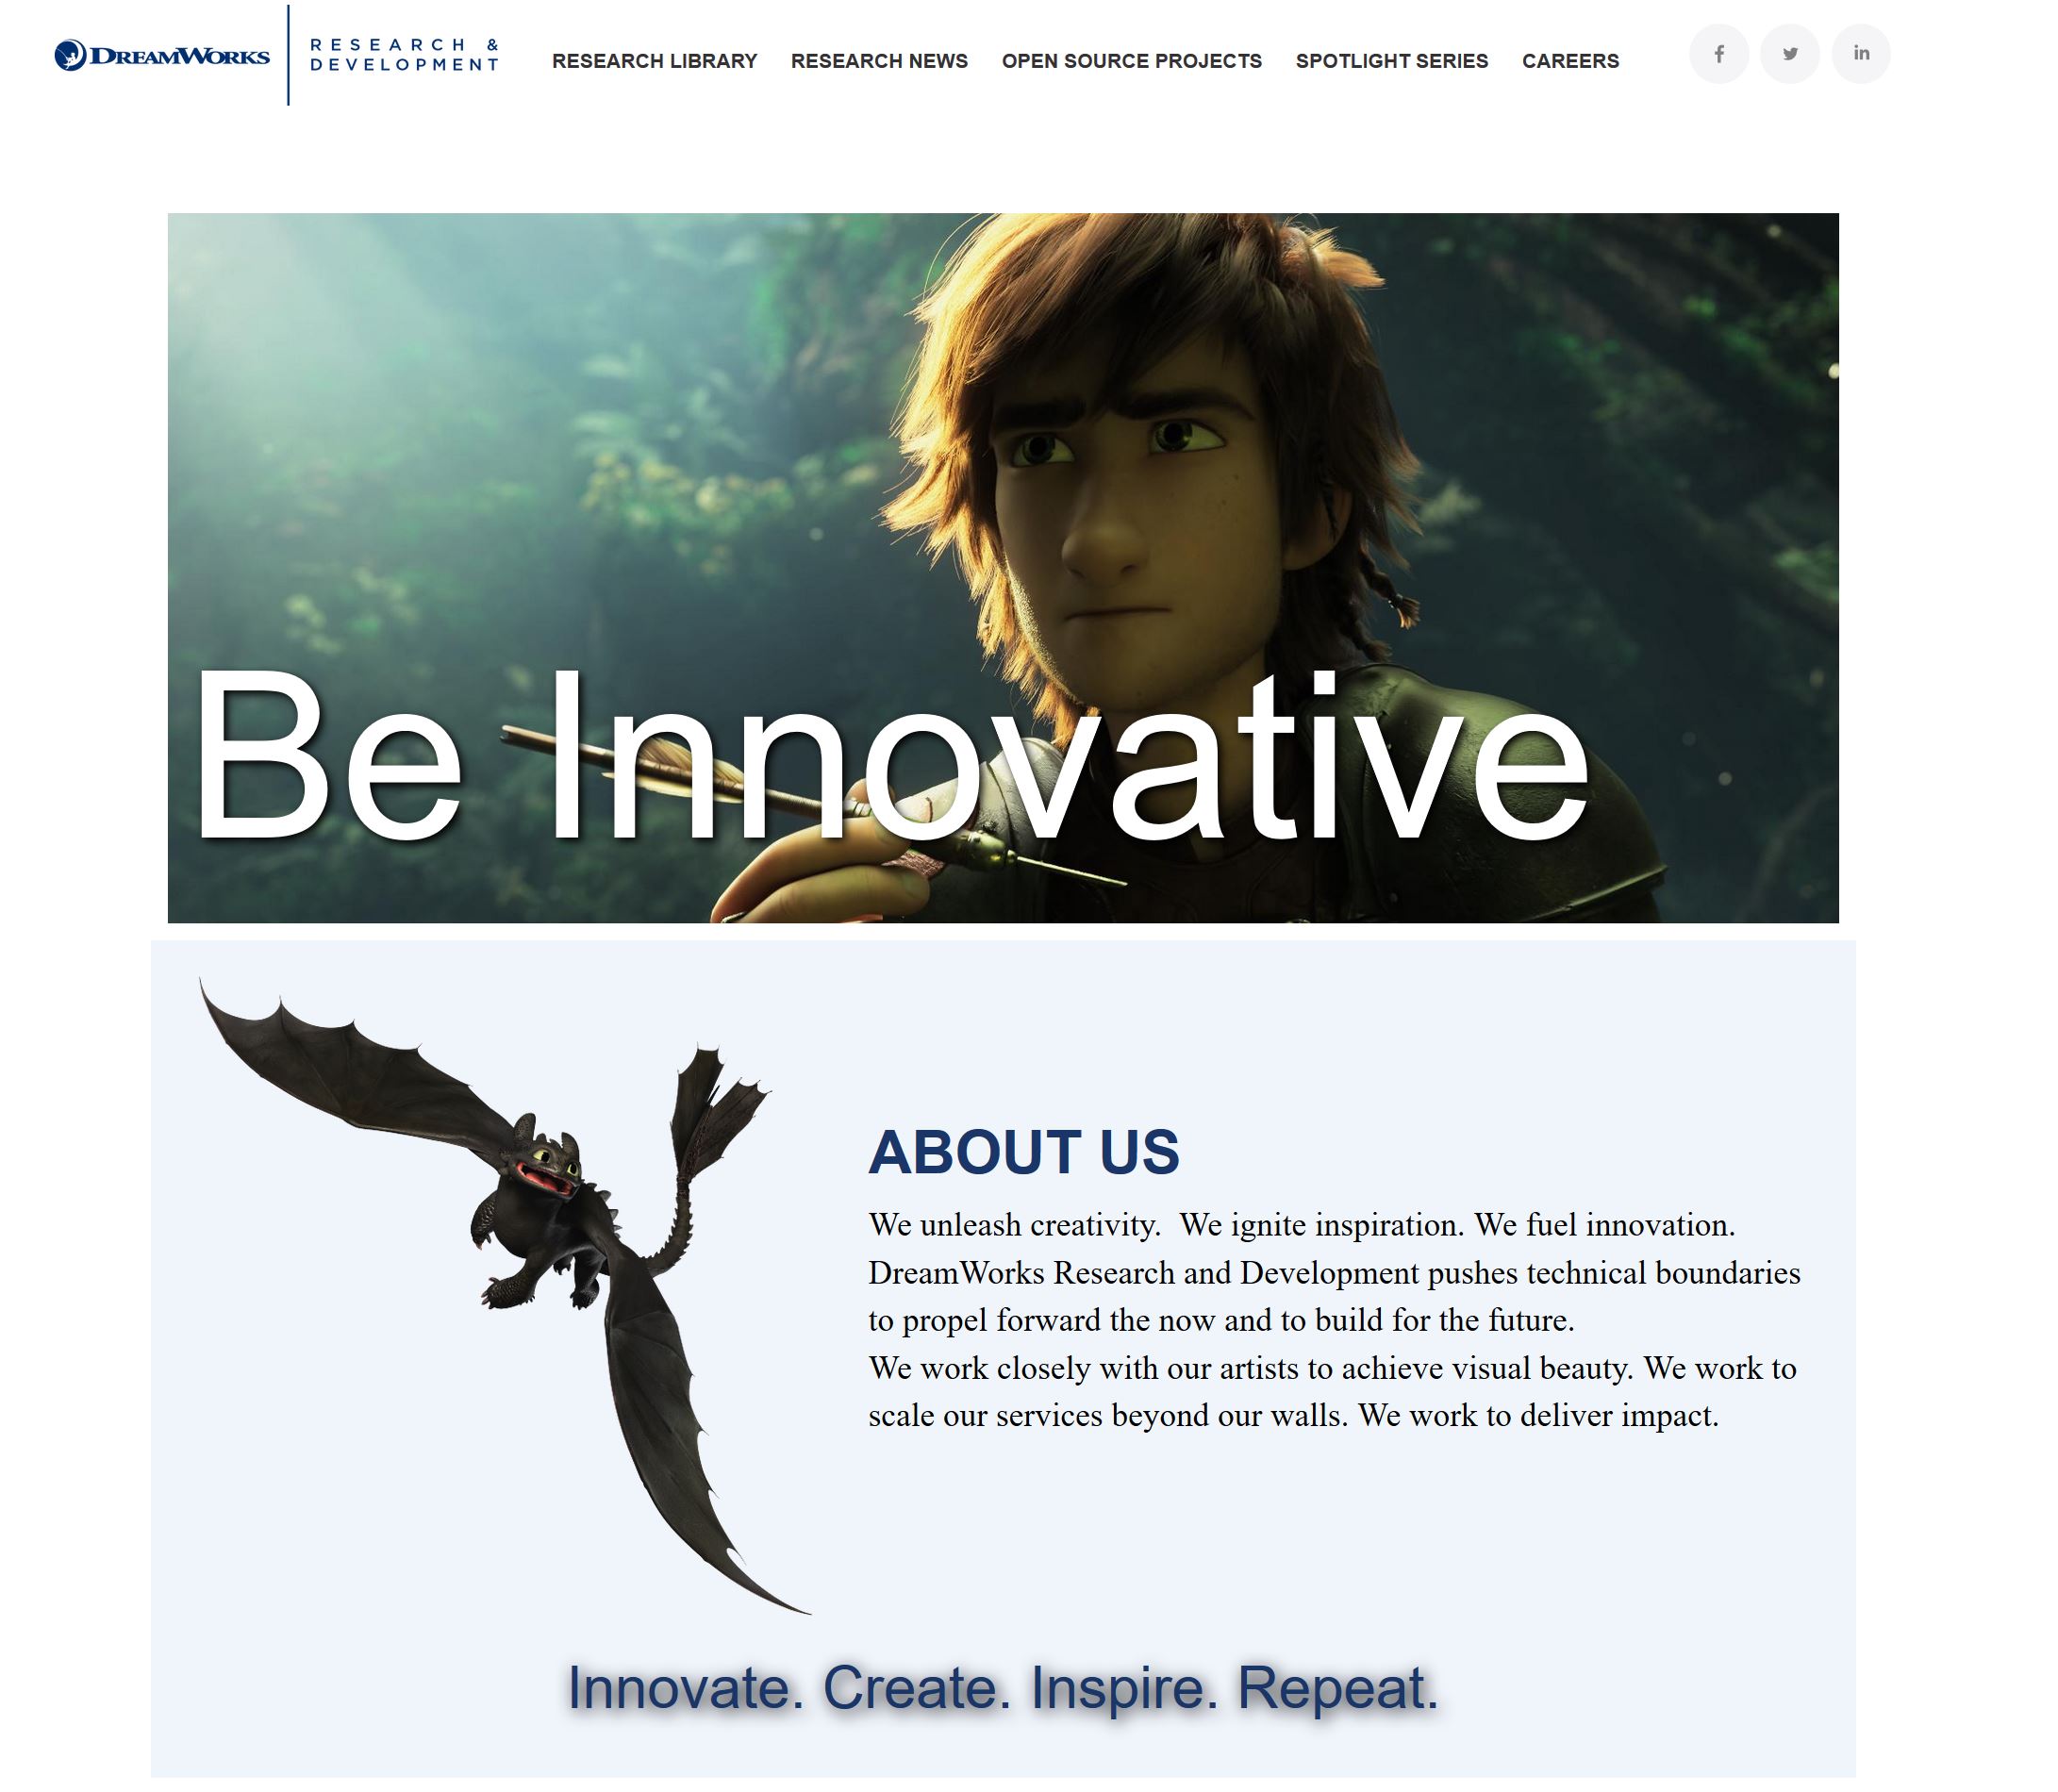 DREAMWORKS
RESEARCH &
DEVELOPMENT
RESEARCH LIBRARY RESEARCH NEWS OPEN SOURCE PROJECTS SPOTLIGHT SERIES CAREERS
Be Innovative
ABOUT US
We unleash creativity.  We ignite inspiration. We fuel innovation.
DreamWorks Research and Development pushes technical boundaries
to propel forward the now and to build for the future.
We work closely with our artists to achieve visual beauty. We work to
scale our services beyond our walls. We work to deliver impact.
Innovate. Create. Inspire. Repeat.